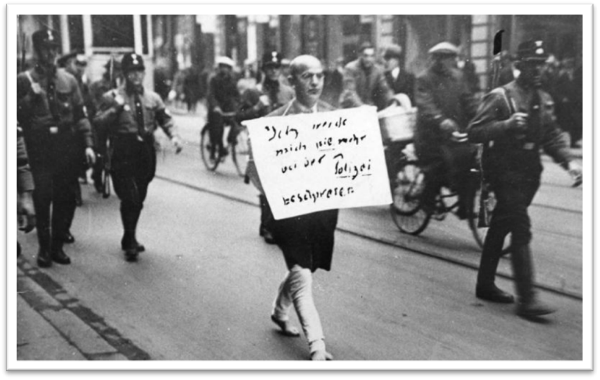 Ich werde
mich nie mehr
bei der Polizei
beschweren